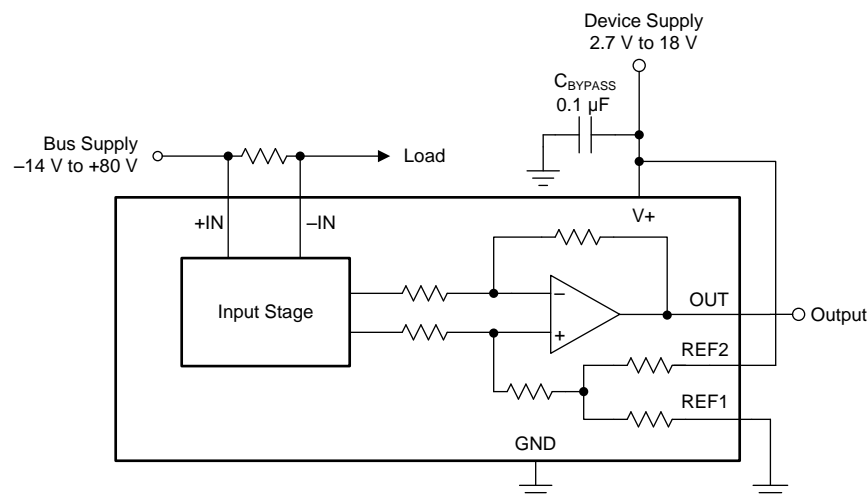 Device Supply
2.7 V to 18 V
C_BYPASS
0.1 µF
Bus Supply
–14 V to +80 V
Load
+IN
–IN
V+
Input Stage
–
+
OUT
Output
REF2
REF1
GND